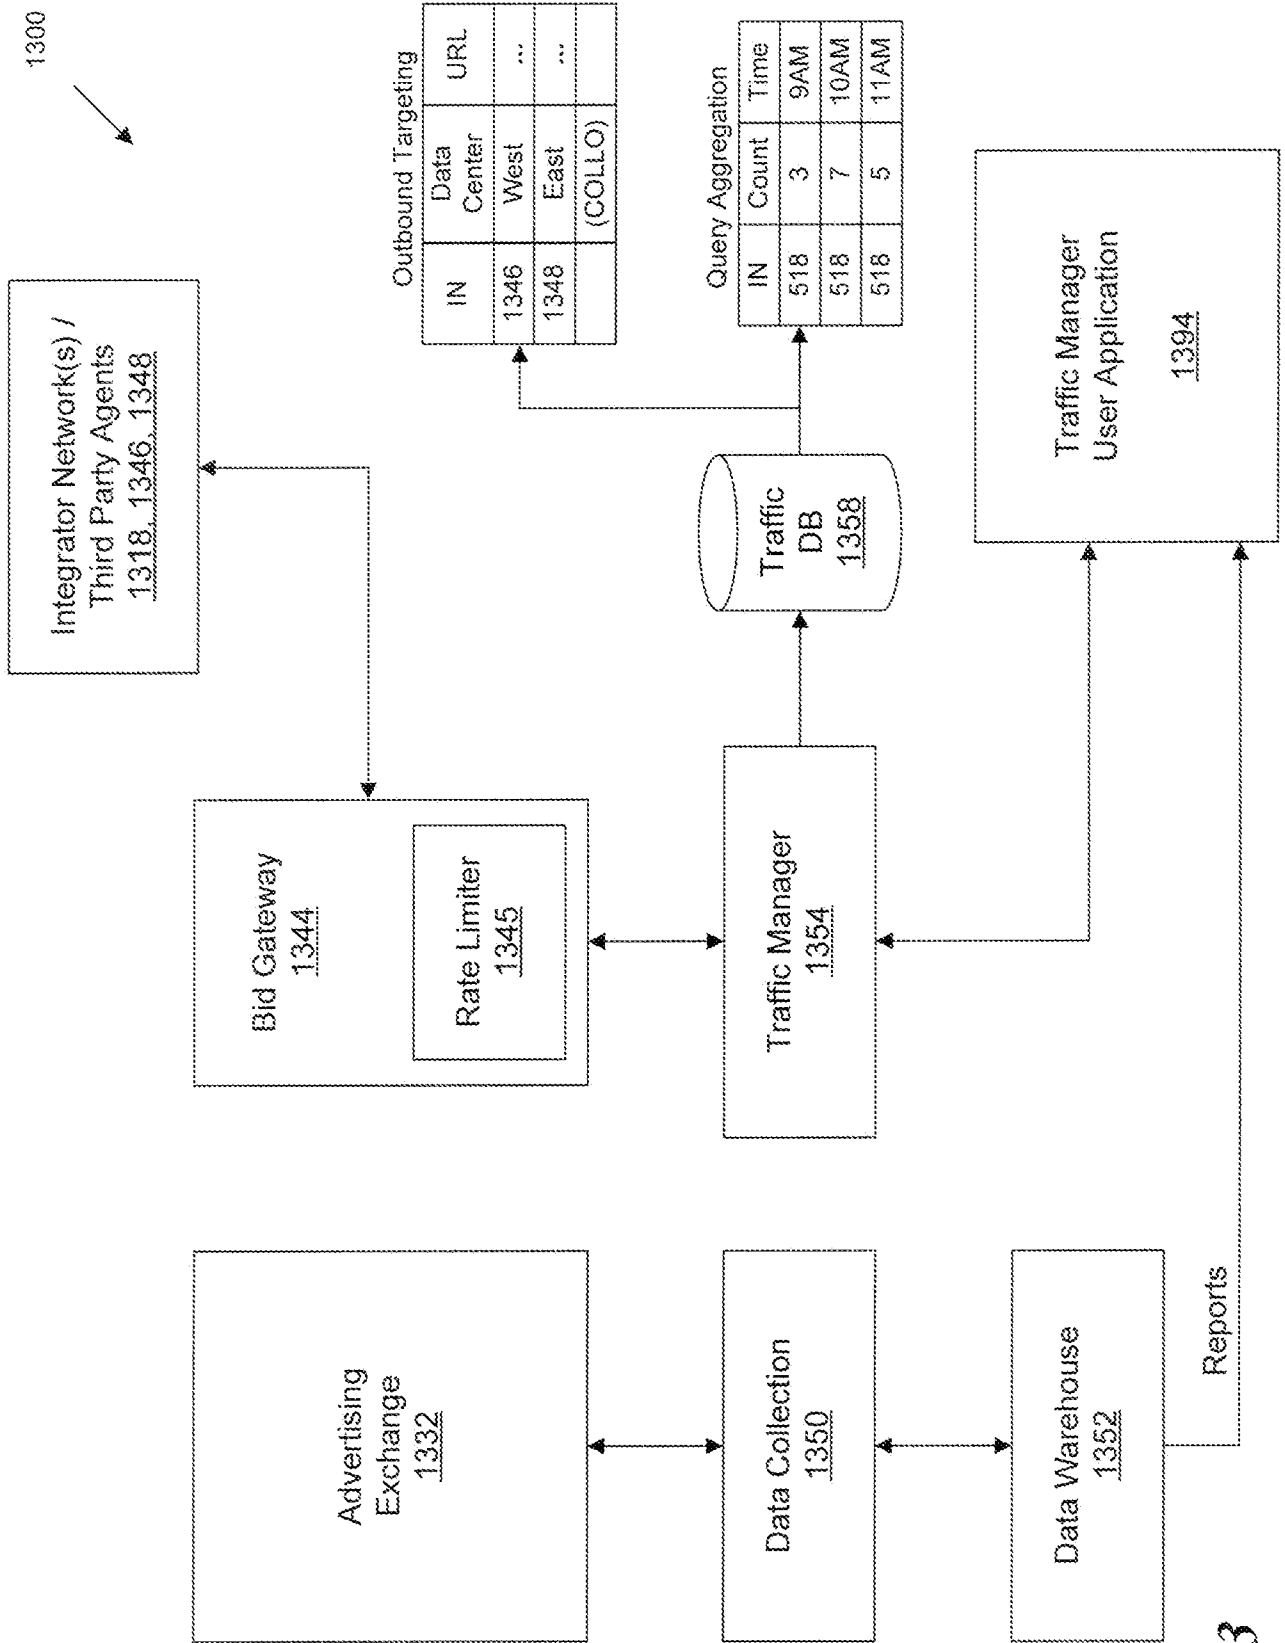 1300
Integrator Network(s) /
Third Party Agents
1318, 1346, 1348
Outbound Targeting
IN Data Center URL
1346 West ...
1348 East ...
(COLLO)
Query Aggregation
IN Count Time
518 3 9AM
518 7 10AM
518 5 11AM
Bid Gateway
1344
Rate Limiter
1345
Traffic Manager
1354
Traffic
DB
1358
Traffic Manager
User Application
1394
Advertising
Exchange
1332
Data Collection
1350
Data Warehouse
1352
Reports
3